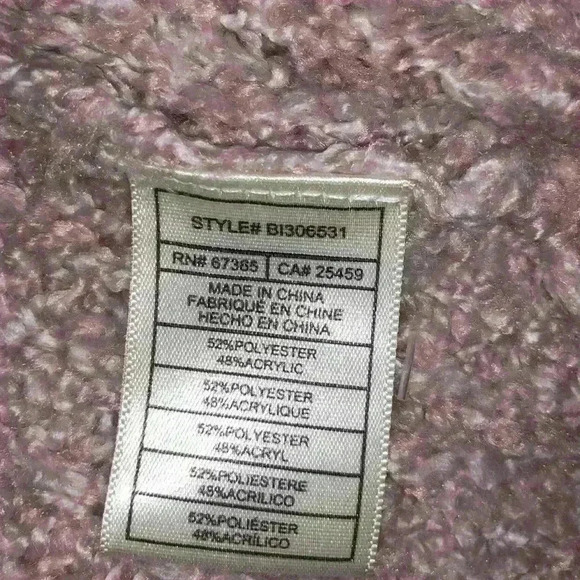 STYLE# BI306531
RN# 67365 CA# 25459
MADE IN CHINA
FABRIQUÉ EN CHINE
HECHO EN CHINA
52%POLYESTER
48%ACRYLIC
52%POLYESTER
48%ACRYLIQUE
52%POLYESTER
48%ACRYL
52%POLIESTERE
48%ACRILICO
52%POLIÉSTER
48%ACRÍLICO